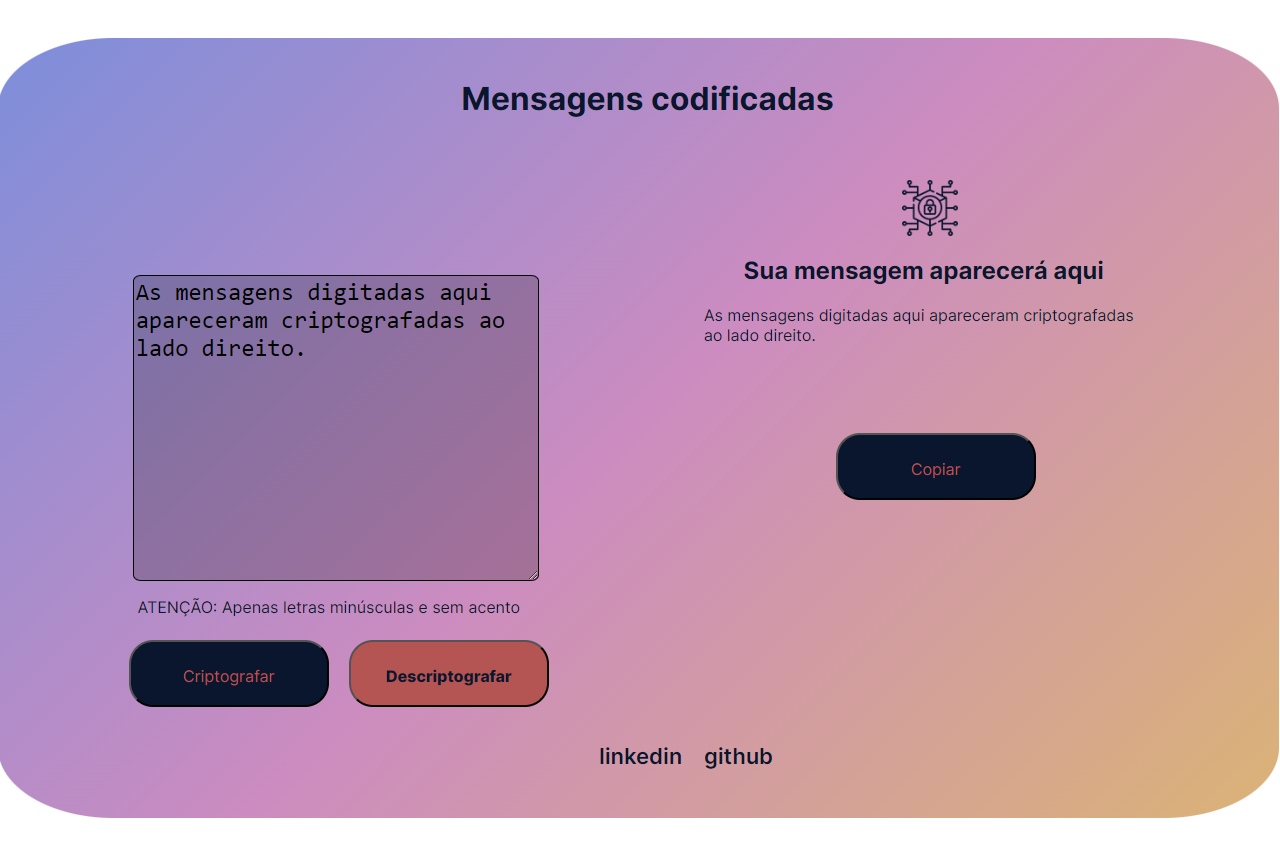 Mensagens codificadas
As mensagens digitadas aqui
apareceram criptografadas ao
lado direito.
ATENÇÃO: Apenas letras minúsculas e sem acento
Criptografar
Descriptografar
Sua mensagem aparecerá aqui
As mensagens digitadas aqui apareceram criptografadas
ao lado direito.
Copiar
linkedin github